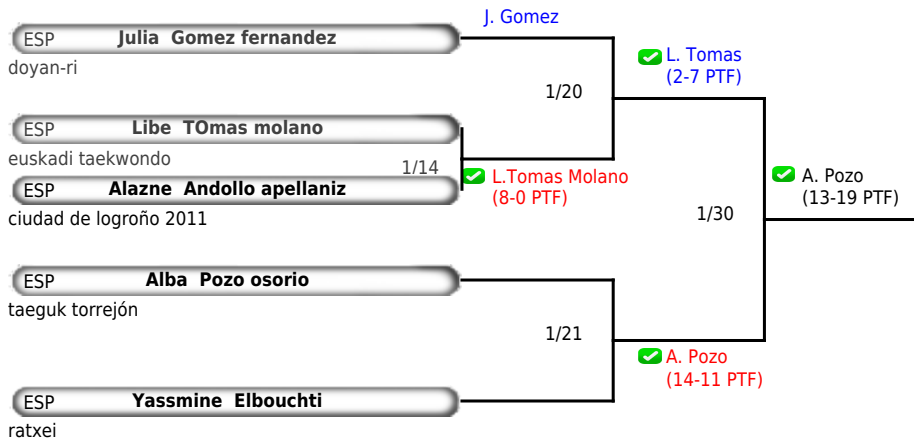 J. Gomez
ESP Julia Gomez fernandez
doyan-ri
L. Tomas
(2-7 PTF)
1/20
ESP Libe TOmas molano
euskadi taekwondo
1/14
L.Tomas Molano
(8-0 PTF)
ESP Alazne Andollo apellaniz
ciudad de logroño 2011
A. Pozo
(13-19 PTF)
1/30
ESP Alba Pozo osorio
taeguk torrejón
1/21
A. Pozo
(14-11 PTF)
ESP Yassmine Elbouchti
ratxei